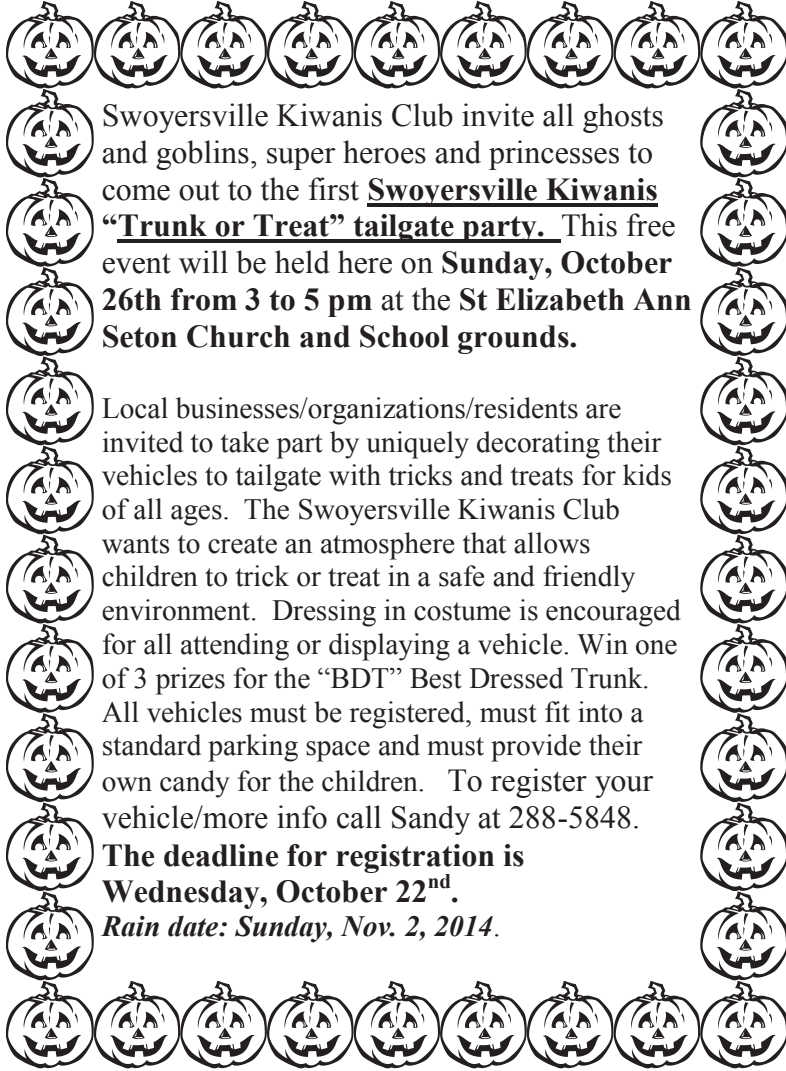 Swoyersville Kiwanis Club invite all ghosts
and goblins, super heroes and princesses to
come out to the first Swoyersville Kiwanis
“Trunk or Treat” tailgate party. This free
event will be held here on Sunday, October
26th from 3 to 5 pm at the St Elizabeth Ann
Seton Church and School grounds.
Local businesses/organizations/residents are
invited to take part by uniquely decorating their
vehicles to tailgate with tricks and treats for kids
of all ages. The Swoyersville Kiwanis Club
wants to create an atmosphere that allows
children to trick or treat in a safe and friendly
environment. Dressing in costume is encouraged
for all attending or displaying a vehicle. Win one
of 3 prizes for the “BDT” Best Dressed Trunk.
All vehicles must be registered, must fit into a
standard parking space and must provide their
own candy for the children. To register your
vehicle/more info call Sandy at 288-5848.
The deadline for registration is
Wednesday, October 22nd.
Rain date: Sunday, Nov. 2, 2014.